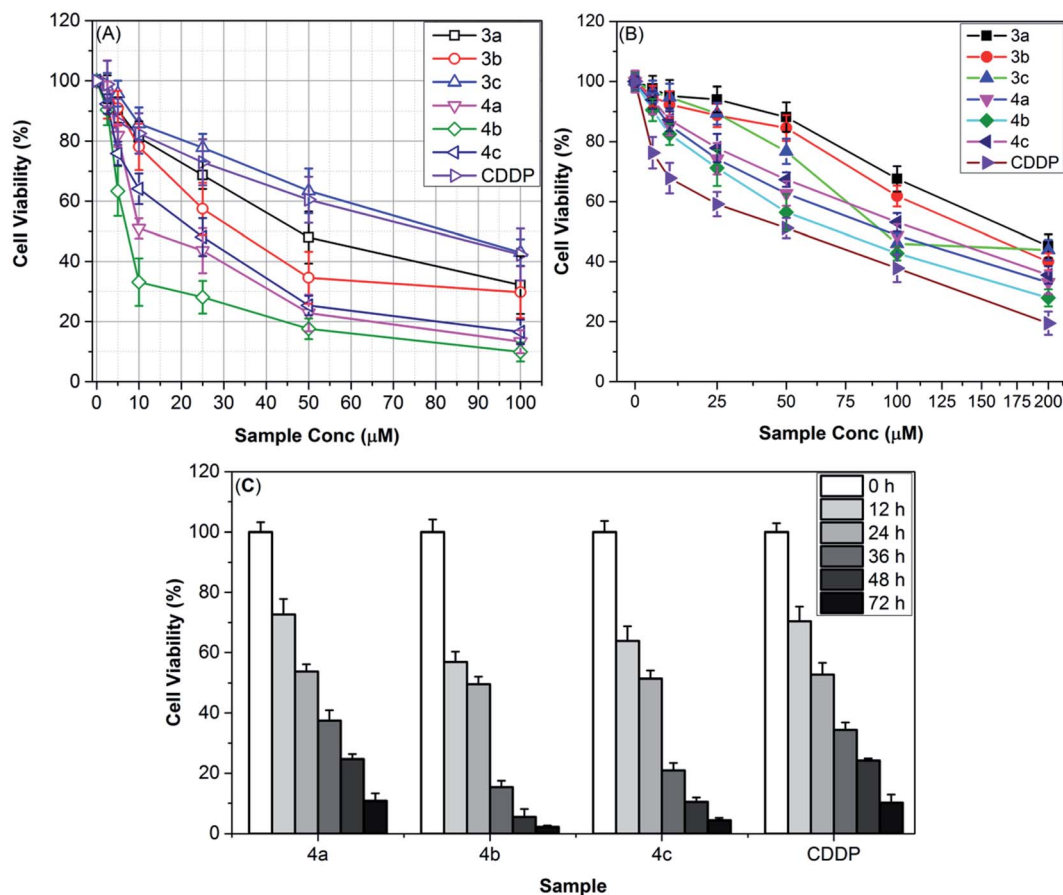 (A)
120
100
80
60
40
20
0
Cell Viability (%)
0 10 20 30 40 50 60 70 80 90 100
Sample Conc (μM)
3a
3b
3c
4a
4b
4c
CDDP
(B)
120
100
80
60
40
20
0
Cell Viability (%)
0 25 50 75 100 125 150 175 200
Sample Conc (μM)
3a
3b
3c
4a
4b
4c
CDDP
(C)
120
100
80
60
40
20
0
Cell Viability (%)
0 h
12 h
24 h
36 h
48 h
72 h
4a 4b 4c CDDP
Sample